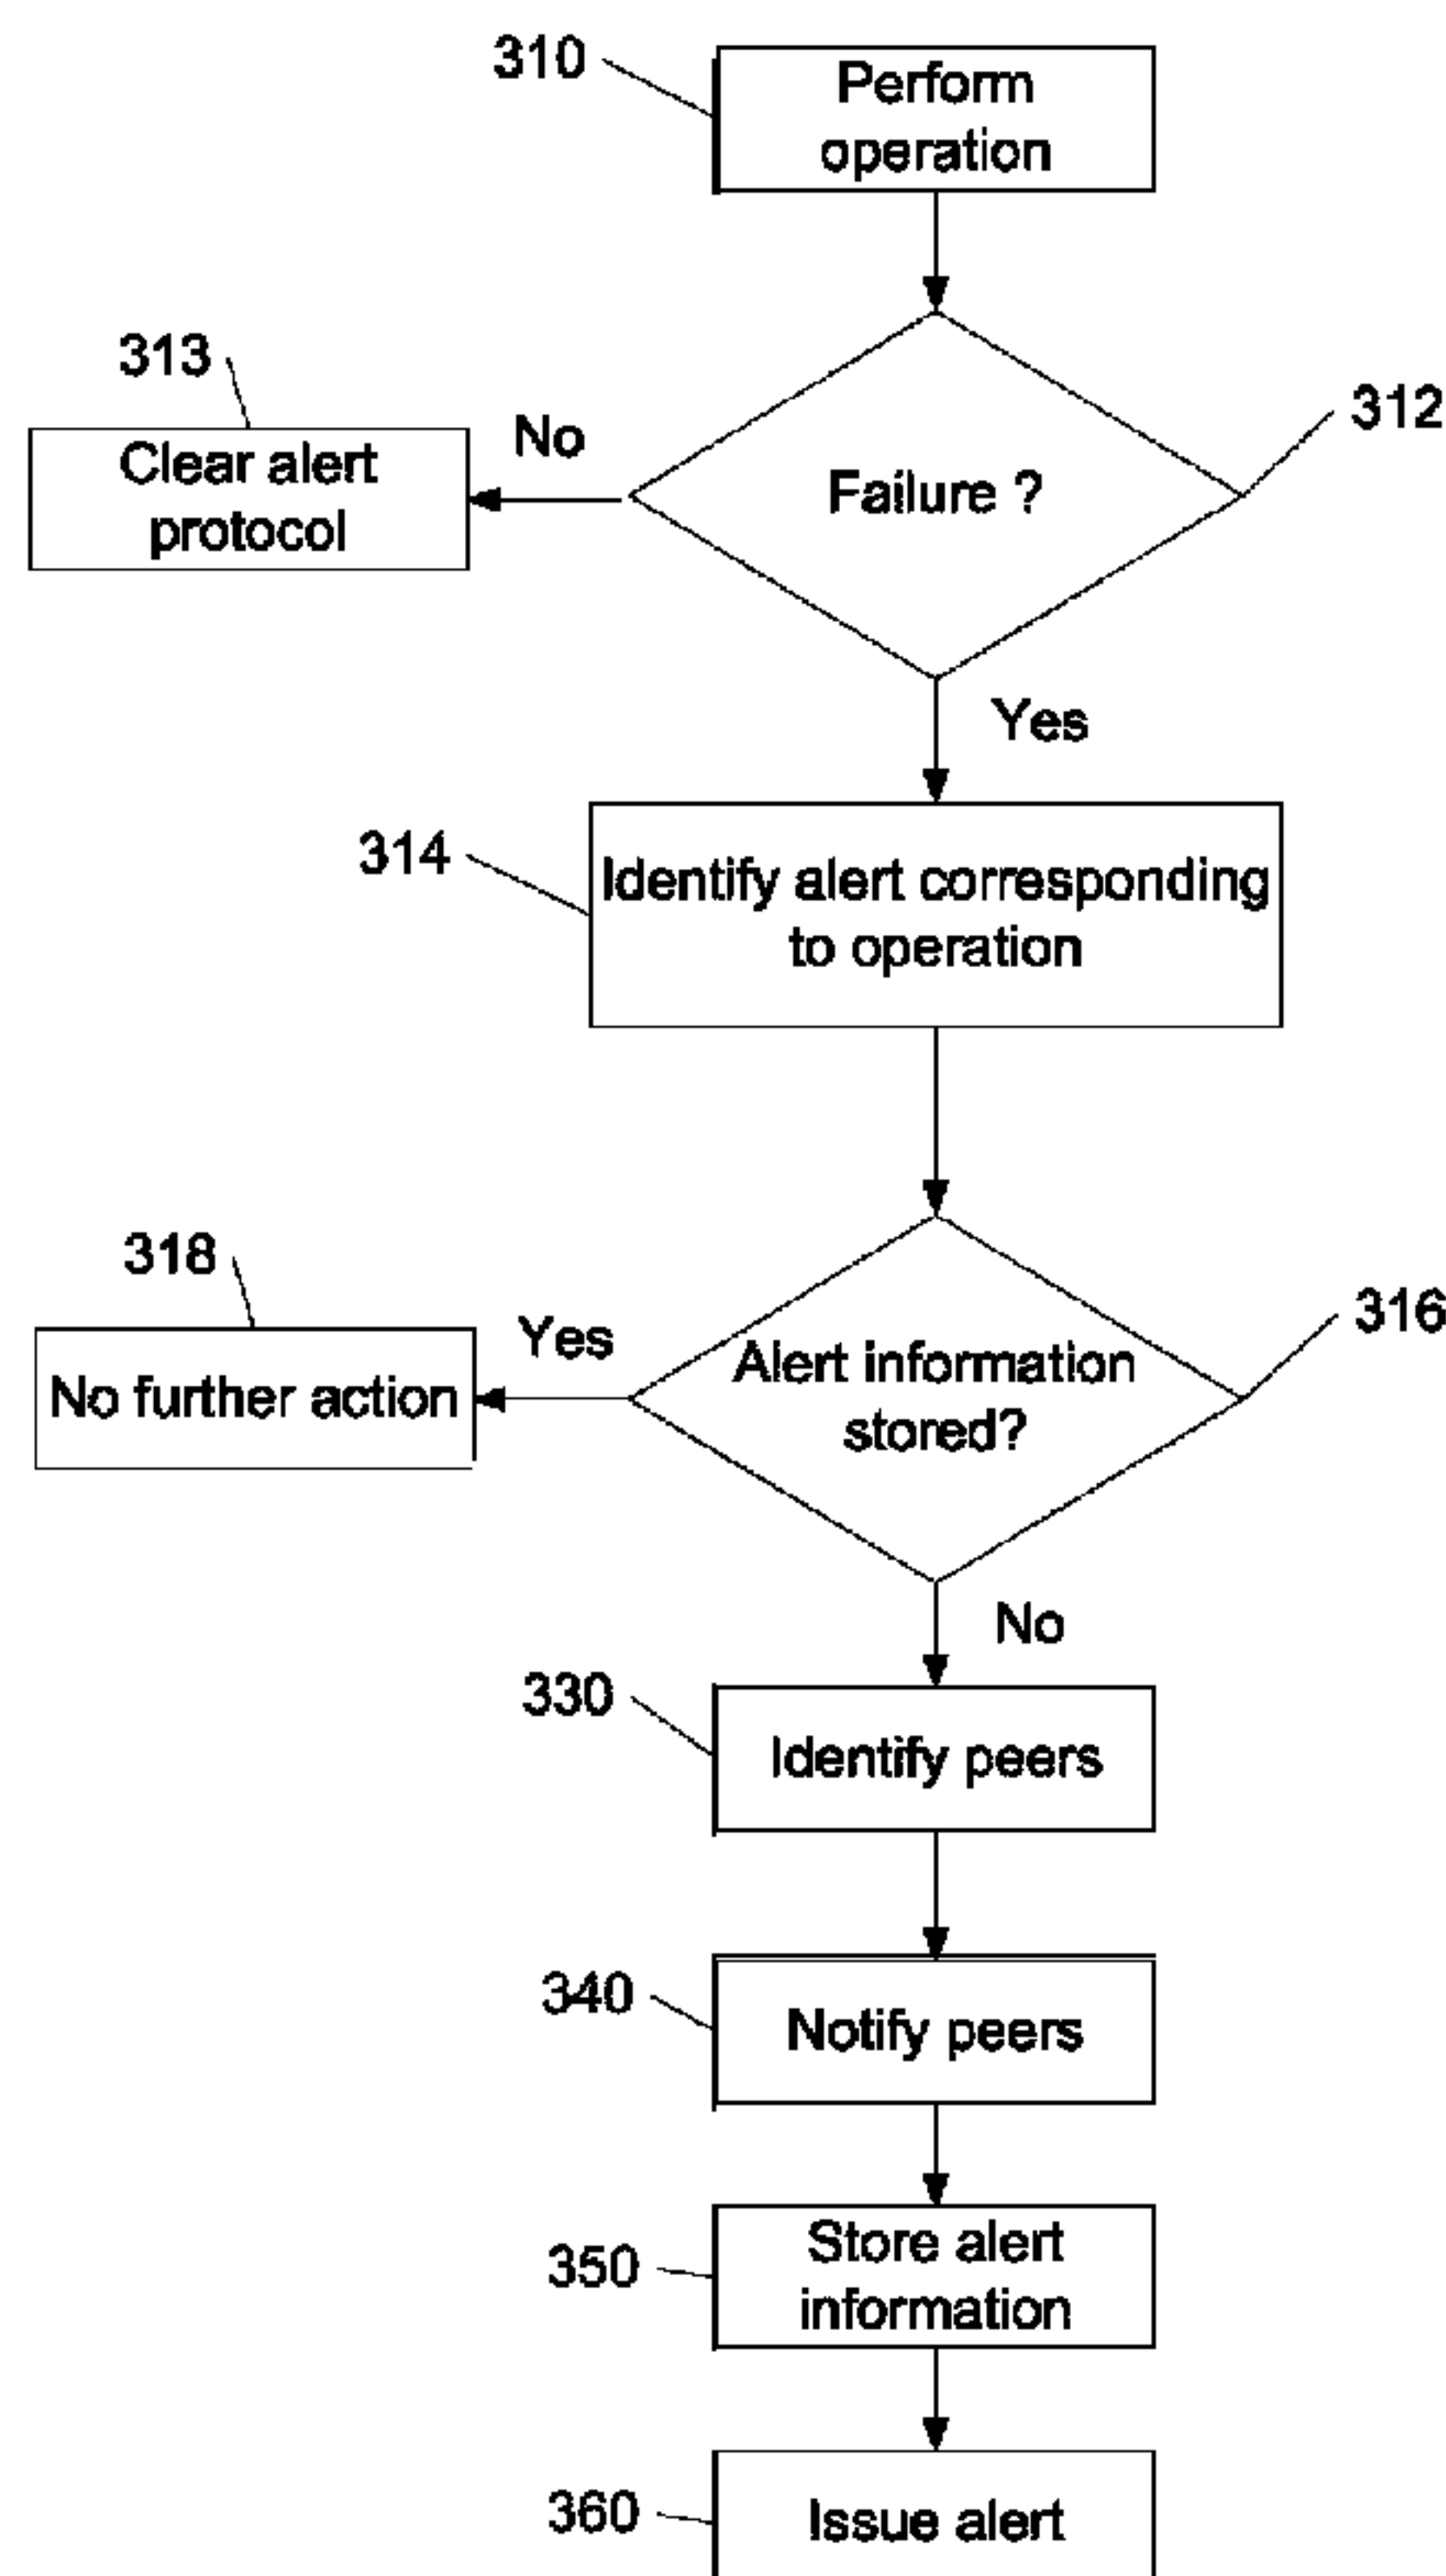 310
Perform
operation
313
312
No
Failure ?
Clear alert
protocol
Yes
314
Identify alert corresponding
to operation
318
316
Yes
Alert information
stored?
No further action
No
330
Identify peers
340
Notify peers
350
Store alert
information
360
Issue alert